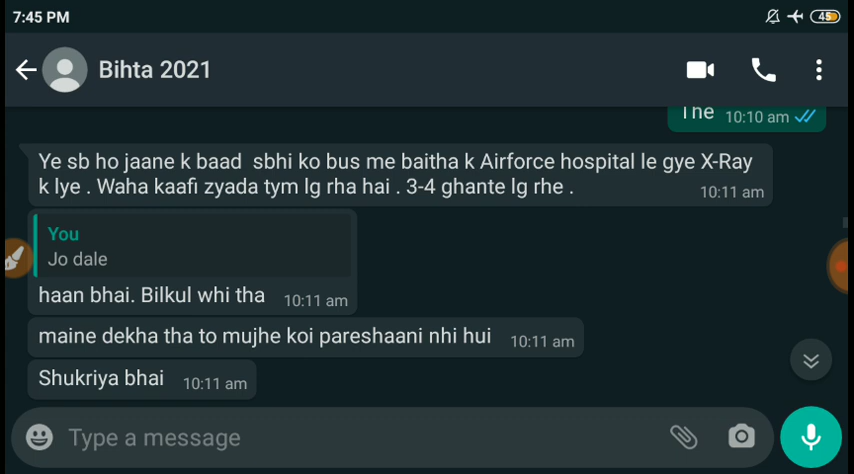 7:45 PM
45
Bihta 2021
The 10:10 am
Ye sb ho jaane k baad sbhi ko bus me baitha k Airforce hospital le gye X-Ray
k lye . Waha kaafi zyada tym lg rha hai . 3-4 ghante lg rhe .
10:11 am
You
Jo dale
haan bhai. Bilkul whi tha 10:11 am
maine dekha tha to mujhe koi pareshaani nhi hui 10:11 am
Shukriya bhai 10:11 am
Type a message